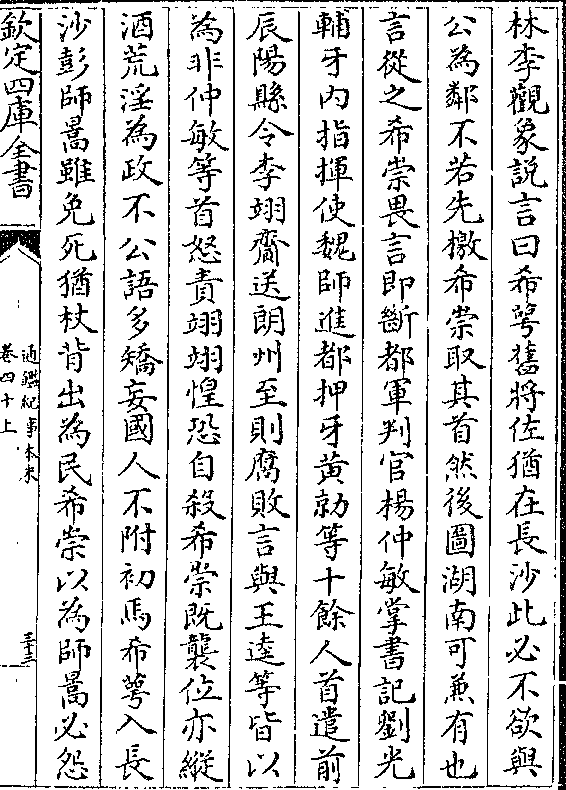 林李觀象説言曰希萼舊將佐猶在長沙此必不欲與
公為鄰不若先檄希崇取其首然後圖湖南可兼有也
言從之希崇畏言即斷都軍判官楊仲敏掌書記劉光
輔牙内指揮使魏師進都押牙黄勍等十餘人首遣前
辰陽縣令李翊齎送朗州至則腐敗言與王逵等皆以
為非仲敏等首怒責翊翊惶恐自殺希崇既襲位亦縱
酒荒淫為政不公語多矯妄國人不附初馬希萼入長
沙彭師暠雖免死猶杖背出為民希崇以為師暠必怨
欽定四庫全書
通鑑紀事本末
卷四十上
三十三